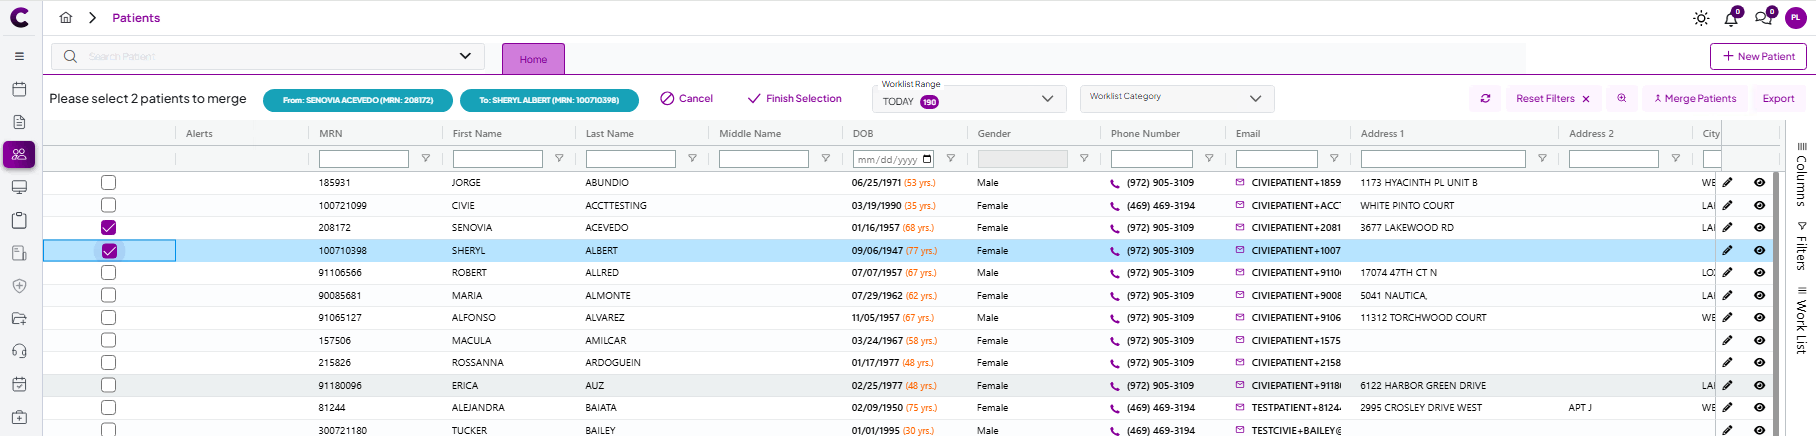 Patients
0
0
PL
Search Patient
Home
New Patient
Please select 2 patients to merge
From: SENOVIA ACEVEDO (MRN: 208172)
To: SHERYL ALBERT (MRN: 100710398)
Cancel
Finish Selection
Worklist Range
TODAY 190
Worklist Category
Reset Filters
Merge Patients
Export
Alerts MRN First Name Last Name Middle Name DOB Gender Phone Number Email Address 1 Address 2 City
mm/dd/yyyy
185931 JORGE ABUNDIO 06/25/1971 (53 yrs.) Male (972) 905-3109 CIVIEPATIENT+1859 1173 HYACINTH PL UNIT B WE
100721099 CIVIE ACCTTESTING 03/19/1990 (35 yrs.) Female (469) 469-3194 CIVIEPATIENT+ACCT WHITE PINTO COURT LAI
208172 SENOVIA ACEVEDO 01/16/1957 (68 yrs.) Female (972) 905-3109 CIVIEPATIENT+2081 3677 LAKEWOOD RD LAI
100710398 SHERYL ALBERT 09/06/1947 (77 yrs.) Female (972) 905-3109 CIVIEPATIENT+1007
91106566 ROBERT ALLRED 07/07/1957 (67 yrs.) Male (972) 905-3109 CIVIEPATIENT+9110 17074 47TH CT N LO
90085681 MARIA ALMONTE 07/29/1962 (62 yrs.) Female (972) 905-3109 CIVIEPATIENT+9008 5041 NAUTICA, LAI
91065127 ALFONSO ALVAREZ 11/05/1957 (67 yrs.) Male (972) 905-3109 CIVIEPATIENT+9106 11312 TORCHWOOD COURT WE
157506 MACULA AMILCAR 03/24/1967 (58 yrs.) Female (972) 905-3109 CIVIEPATIENT+1575
215826 ROSSANNA ARDOGUEIN 01/17/1977 (48 yrs.) Female (972) 905-3109 CIVIEPATIENT+2158
91180096 ERICA AUZ 02/25/1977 (48 yrs.) Female (972) 905-3109 CIVIEPATIENT+9118 6122 HARBOR GREEN DRIVE LAI
81244 ALEJANDRA BAIATA 02/09/1950 (75 yrs.) Female (469) 469-3194 TESTPATIENT+8124 2995 CROSLEY DRIVE WEST APT J WE
300721180 TUCKER BAILEY 01/01/1995 (30 yrs.) Male (469) 469-3194 TESTCIVIE+BAILEY@
Columns
Filters
Work List